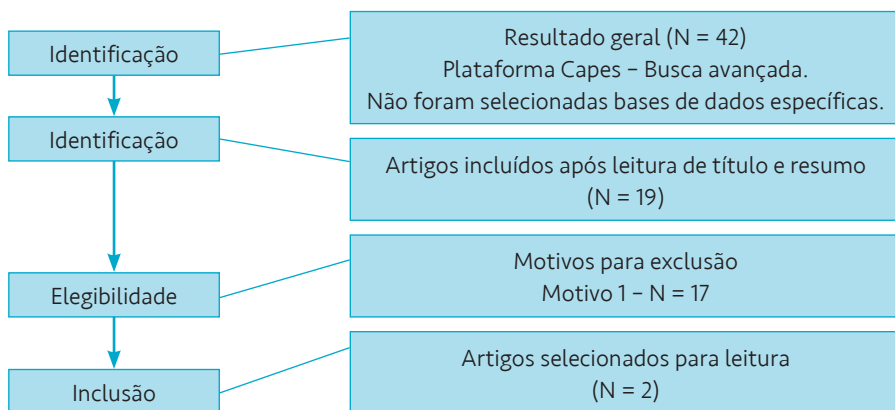 Identificação
Resultado geral (N = 42)
Plataforma Capes – Busca avançada.
Não foram selecionadas bases de dados específicas.
Identificação
Artigos incluídos após leitura de título e resumo
(N = 19)
Elegibilidade
Motivos para exclusão
Motivo 1 – N = 17
Inclusão
Artigos selecionados para leitura
(N = 2)